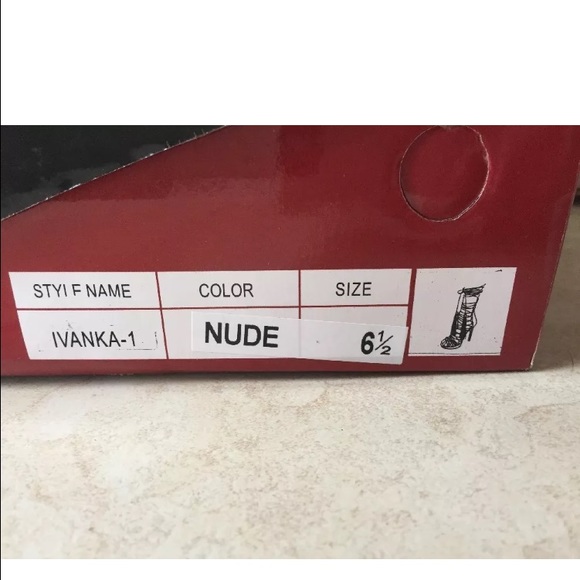 STYLE NAME COLOR SIZE
IVANKA-1 NUDE 6½